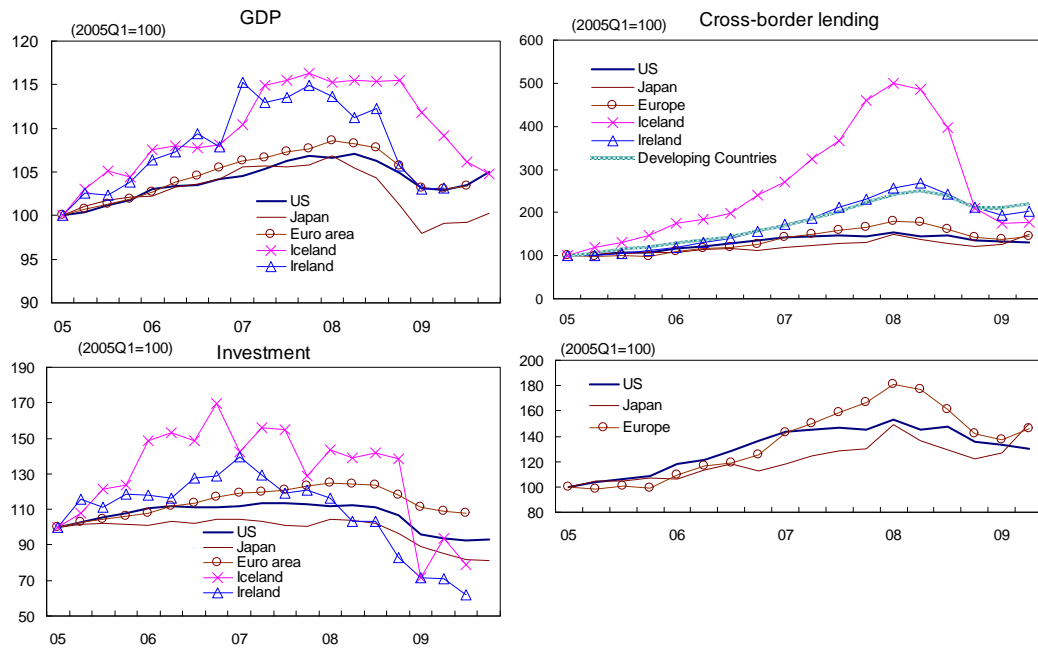 GDP
(2005Q1=100)
120
115
110
105
100
95
90
US
Japan
Euro area
Iceland
Ireland
05 06 07 08 09
Cross-border lending
(2005Q1=100)
600
500
400
300
200
100
0
US
Japan
Europe
Iceland
Ireland
Developing Countries
05 06 07 08 09
(2005Q1=100)
Investment
190
170
150
130
110
90
70
50
US
Japan
Euro area
Iceland
Ireland
05 06 07 08 09
(2005Q1=100)
200
180
160
140
120
100
80
US
Japan
Europe
05 06 07 08 09